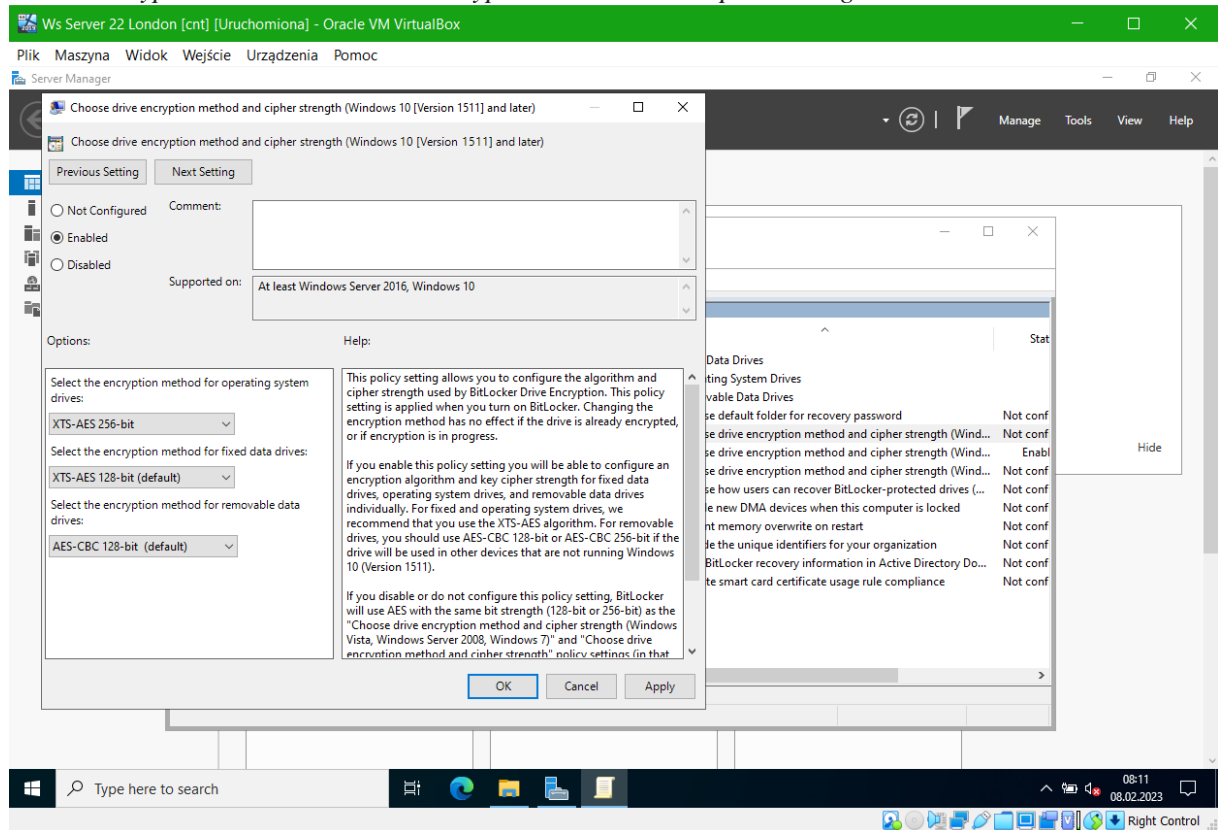 Ws Server 22 London [cnt] [Uruchomiona] - Oracle VM VirtualBox
Plik Maszyna Widok Wejście Urządzenia Pomoc
Server Manager
Manage Tools View Help
Choose drive encryption method and cipher strength (Windows 10 [Version 1511] and later)
Choose drive encryption method and cipher strength (Windows 10 [Version 1511] and later)
Previous Setting Next Setting
Not Configured
Enabled
Disabled
Comment:
Supported on:
At least Windows Server 2016, Windows 10
Options:
Help:
Select the encryption method for operating system
drives:
XTS-AES 256-bit
Select the encryption method for fixed data drives:
XTS-AES 128-bit (default)
Select the encryption method for removable data
drives:
AES-CBC 128-bit (default)
This policy setting allows you to configure the algorithm and
cipher strength used by BitLocker Drive Encryption. This policy
setting is applied when you turn on BitLocker. Changing the
encryption method has no effect if the drive is already encrypted,
or if encryption is in progress.
If you enable this policy setting you will be able to configure an
encryption algorithm and key cipher strength for fixed data
drives, operating system drives, and removable data drives
individually. For fixed and operating system drives, we
recommend that you use the XTS-AES algorithm. For removable
drives, you should use AES-CBC 128-bit or AES-CBC 256-bit if the
drive will be used in other devices that are not running Windows
10 (Version 1511).
If you disable or do not configure this policy setting, BitLocker
will use AES with the same bit strength (128-bit or 256-bit) as the
"Choose drive encryption method and cipher strength (Windows
Vista, Windows Server 2008, Windows 7)" and "Choose drive
encryption method and cipher strength" policy settings (in that
OK Cancel Apply
Stat
Data Drives
ting System Drives
vable Data Drives
se default folder for recovery password Not conf
se drive encryption method and cipher strength (Wind... Not conf
se drive encryption method and cipher strength (Wind... Enabl
se drive encryption method and cipher strength (Wind... Not conf
se how users can recover BitLocker-protected drives (... Not conf
le new DMA devices when this computer is locked Not conf
nt memory overwrite on restart Not conf
de the unique identifiers for your organization Not conf
BitLocker recovery information in Active Directory Do... Not conf
te smart card certificate usage rule compliance Not conf
Hide
Type here to search
08:11
08.02.2023
Right Control